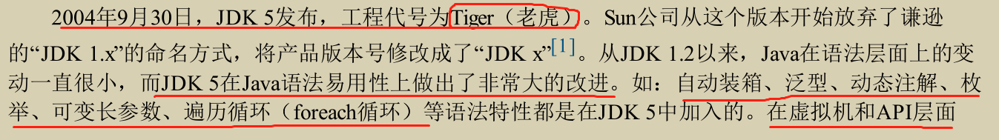 2004年9月30日，JDK 5发布，工程代号为Tiger（老虎）。Sun公司从这个版本开始放弃了谦逊
的“JDK 1.x”的命名方式，将产品版本号修改成了“JDK x”[1]。从JDK 1.2以来，Java在语法层面上的变
动一直很小，而JDK 5在Java语法易用性上做出了非常大的改进。如：自动装箱、泛型、动态注解、枚
举、可变长参数、遍历循环（foreach循环）等语法特性都是在JDK 5中加入的。在虚拟机和API层面